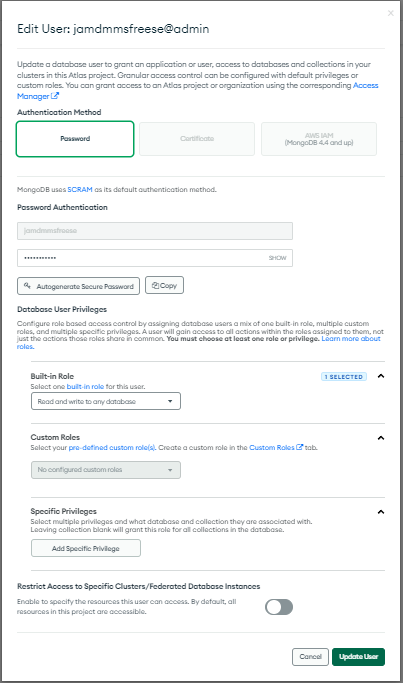 Edit User: jamdmmsfreese@admin
Update a database user to grant an application or user, access to databases and collections in your
clusters in this Atlas project. Granular access control can be configured with default privileges or
custom roles. You can grant access to an Atlas project or organization using the corresponding Access
Manager
Authentication Method
Password
Certificate
AWS IAM
(MongoDB 4.4 and up)
MongoDB uses SCRAM as its default authentication method.
Password Authentication
jamdmmsfreese
•••••••••••
SHOW
Autogenerate Secure Password
Copy
Database User Privileges
Configure role based access control by assigning database users a mix of one built-in role, multiple custom
roles, and multiple specific privileges. A user will gain access to all actions within the roles assigned to them, not
just the actions those roles share in common. You must choose at least one role or privilege. Learn more about
roles.
Built-in Role
1 SELECTED
Select one built-in role for this user.
Read and write to any database
Custom Roles
Select your pre-defined custom role(s). Create a custom role in the Custom Roles tab.
No configured custom roles
Specific Privileges
Select multiple privileges and what database and collection they are associated with.
Leaving collection blank will grant this role for all collections in the database.
Add Specific Privilege
Restrict Access to Specific Clusters/Federated Database Instances
Enable to specify the resources this user can access. By default, all
resources in this project are accessible.
Cancel
Update User